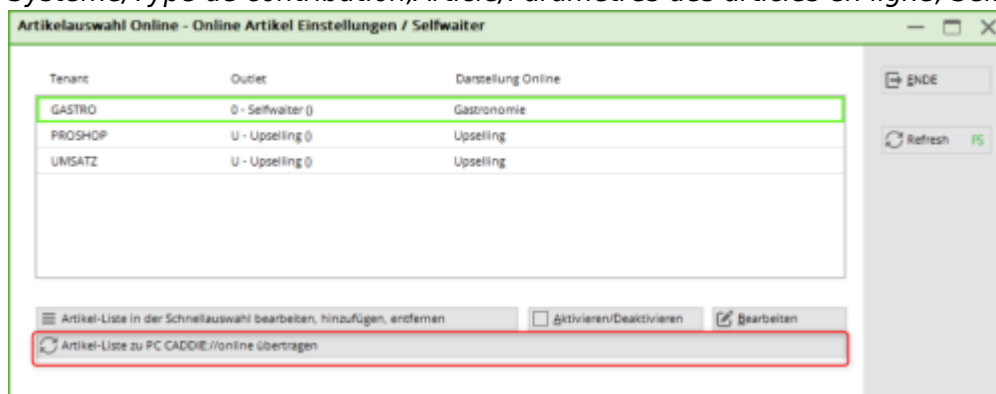 Système/Type de contribution,Article/Paramètres des articles en ligne/
Artikelauswahl Online - Online Artikel Einstellungen / Selfwaiter
Tenant Outlet Darstellung Online
ENDE
GASTRO 0 - Selfwaiter () Gastronomie
PROSHOP U - Upselling () Upselling
Refresh F5
UMSATZ U - Upselling () Upselling
Artikel-Liste in der Schnellauswahl bearbeiten, hinzufügen, entfernen Aktivieren/Deaktivieren Bearbeiten
Artikel-Liste zu PC CADDIE://online übertragen